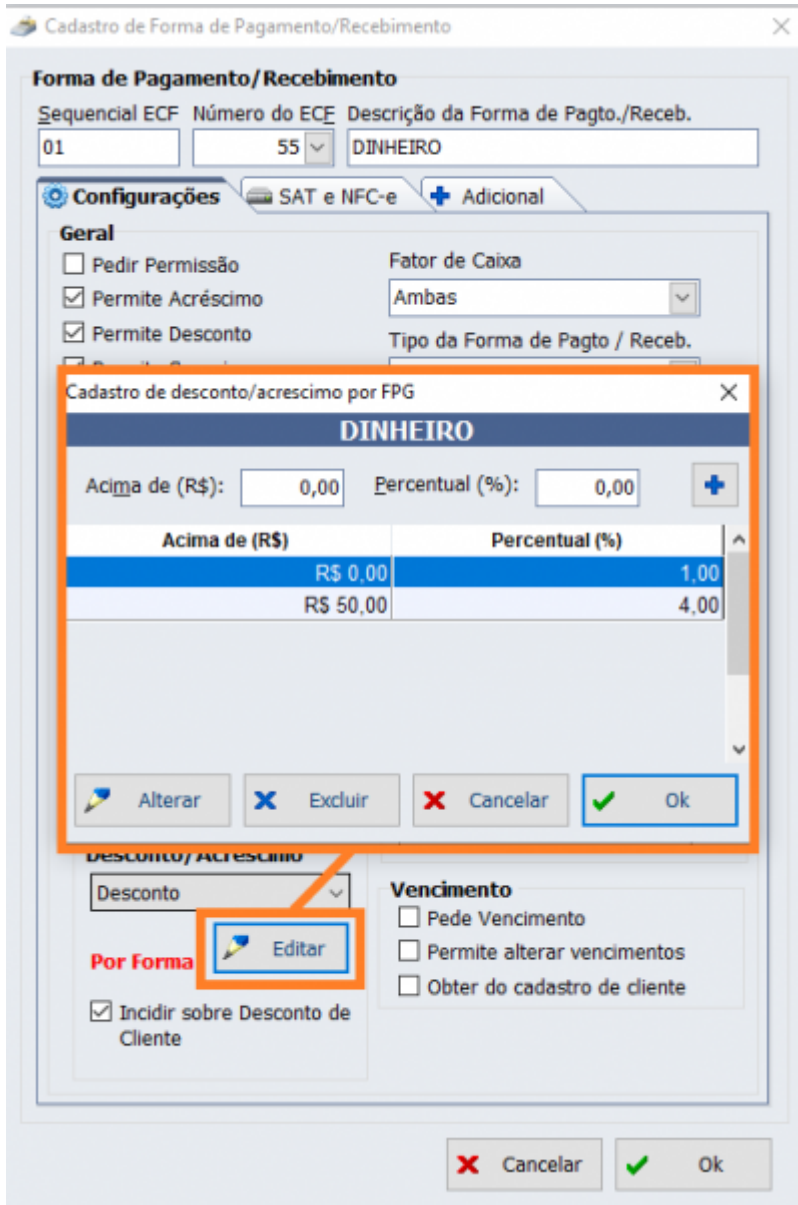 Cadastro de Forma de Pagamento/Recebimento
Forma de Pagamento/Recebimento
Sequencial ECF Número do ECF Descrição da Forma de Pagto./Receb.
01 55 DINHEIRO
Configurações SAT e NFC-e Adicional
Geral
Pedir Permissão Fator de Caixa
Permite Acréscimo Ambas
Permite Desconto Tipo da Forma de Pagto / Receb.
Cadastro de desconto/acrescimo por FPG
DINHEIRO
Acima de (R$): 0,00 Percentual (%): 0,00
Acima de (R$) Percentual (%)
R$ 0,00 1,00
R$ 50,00 4,00
Alterar Excluir Cancelar Ok
Desconto/Acréscimo
Desconto Vencimento
Pede Vencimento
Editar Permite alterar vencimentos
Por Forma
Obter do cadastro de cliente
Incidir sobre Desconto de
Cliente
Cancelar Ok